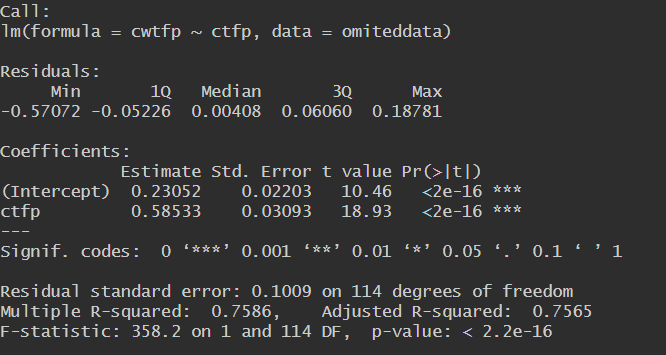 Call:
lm(formula = cwtfp ~ ctfp, data = omiteddata)
Residuals:
Min 1Q Median 3Q Max
-0.57072 -0.05226 0.00408 0.06060 0.18781
Coefficients:
Estimate Std. Error t value Pr(>|t|)
(Intercept) 0.23052 0.02203 10.46 <2e-16 ***
ctfp 0.58533 0.03093 18.93 <2e-16 ***
---
Signif. codes: 0 ‘***’ 0.001 ‘**’ 0.01 ‘*’ 0.05 ‘.’ 0.1 ‘ ’ 1
Residual standard error: 0.1009 on 114 degrees of freedom
Multiple R-squared: 0.7586, Adjusted R-squared: 0.7565
F-statistic: 358.2 on 1 and 114 DF, p-value: < 2.2e-16